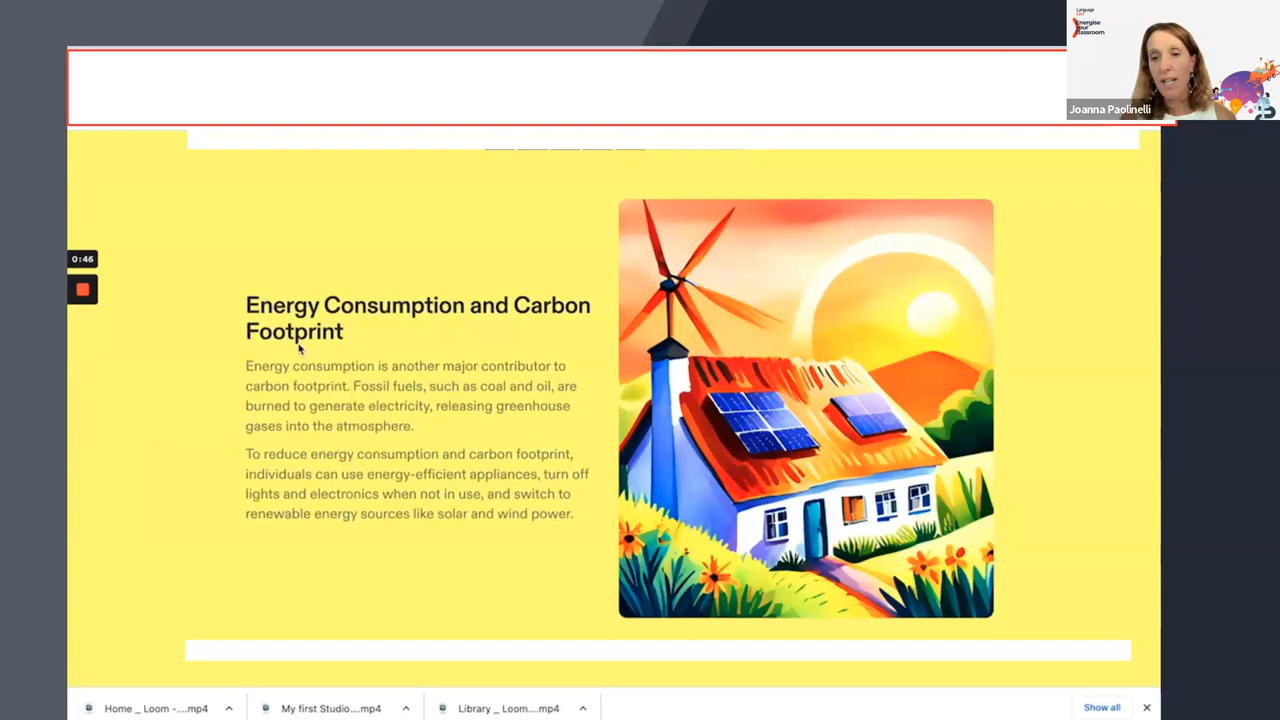 Language
Energise
your
classroom
Joanna Paolinelli
0:46
Energy Consumption and Carbon
Footprint
Energy consumption is another major contributor to
carbon footprint. Fossil fuels, such as coal and oil, are
burned to generate electricity, releasing greenhouse
gases into the atmosphere.
To reduce energy consumption and carbon footprint,
individuals can use energy-efficient appliances, turn off
lights and electronics when not in use, and switch to
renewable energy sources like solar and wind power.
Home _ Loom -....mp4
My first Studio....mp4
Library _ Loom....mp4
Show all